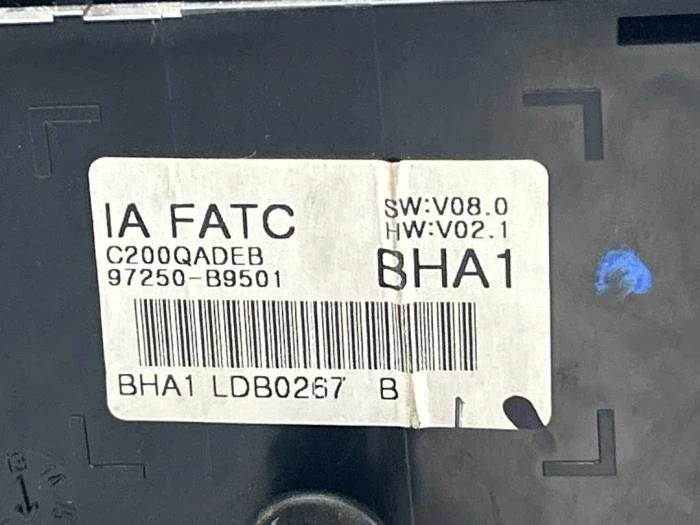 IA FATC
SW:V08.0
HW:V02.1
C200QADEB
97250-B9501
BHA1
BHA1 LDB0267 B